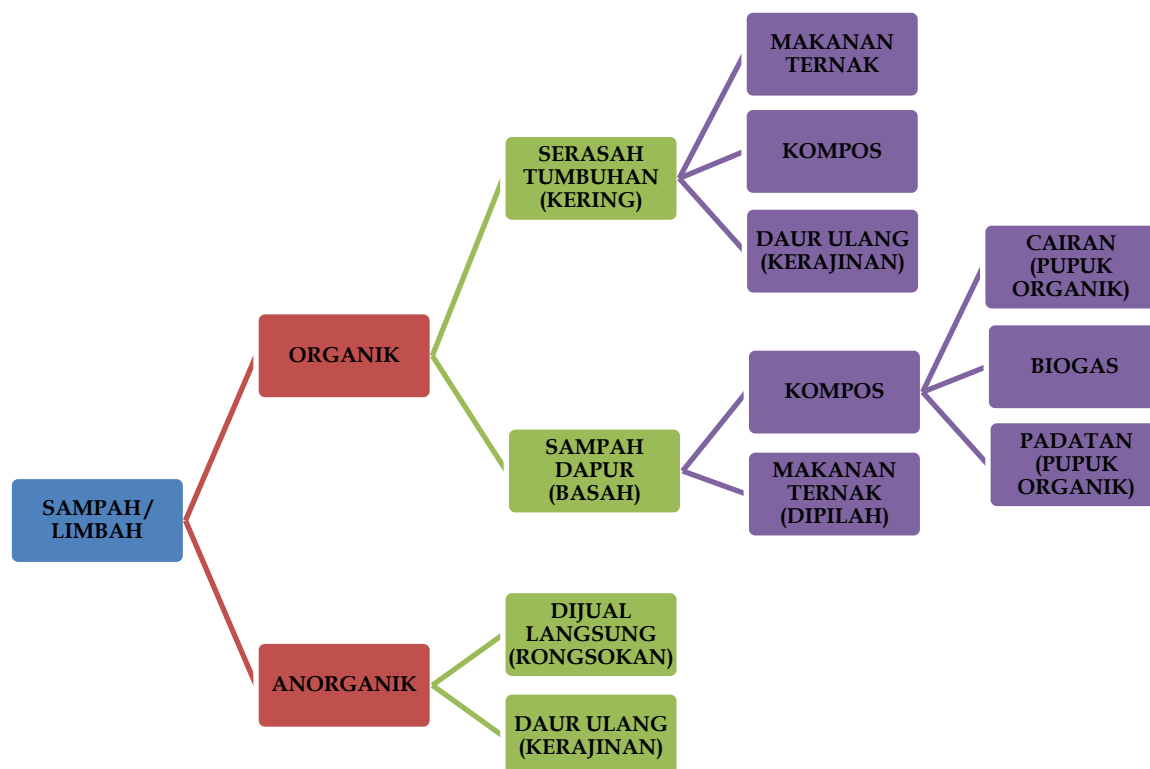 MAKANAN
TERNAK
KOMPOS
SERASAH
TUMBUHAN
(KERING)
DAUR ULANG
(KERAJINAN)
CAIRAN
(PUPUK
ORGANIK)
ORGANIK
BIOGAS
KOMPOS
SAMPAH
DAPUR
(BASAH)
PADATAN
(PUPUK
ORGANIK)
MAKANAN
TERNAK
(DIPILAH)
SAMPAH/
LIMBAH
DIJUAL
LANGSUNG
(RONGSOKAN)
ANORGANIK
DAUR ULANG
(KERAJINAN)